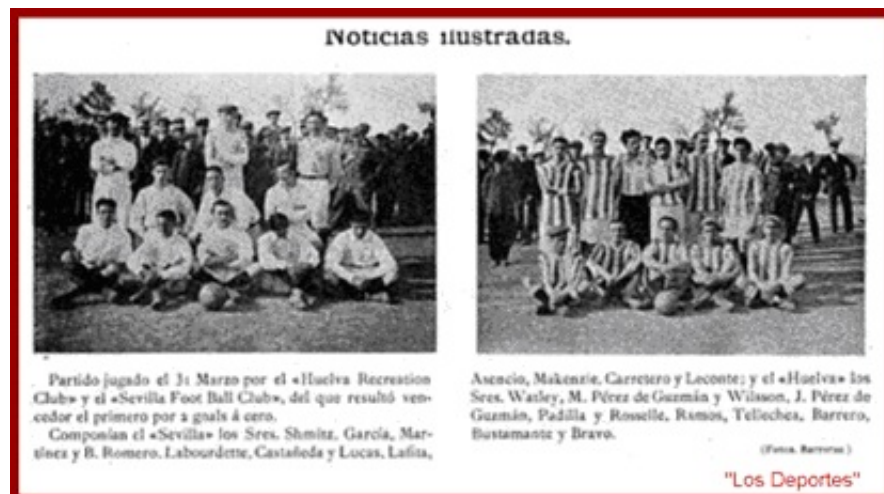 Noticias ilustradas.
Partido jugado el 31 Marzo por el «Huelva Recreation
Club» y el «Sevilla Foot Ball Club», del que resultó ven-
cedor el primero por 2 goals á cero.
Componían el «Sevilla» los Sres. Shmitz, García, Mar-
tínez y B. Romero, Labourdette, Castañeda y Lucas, Lafita,
Asencio, Makenzie, Carretero y Leconte; y el «Huelva» los
Sres. Watley, M. Pérez de Guzmán y Wilsson, J. Pérez de
Guzmán, Padilla y Rosselle, Ramos, Tellechea, Barrero,
Bustamante y Bravo.
"Los Deportes"